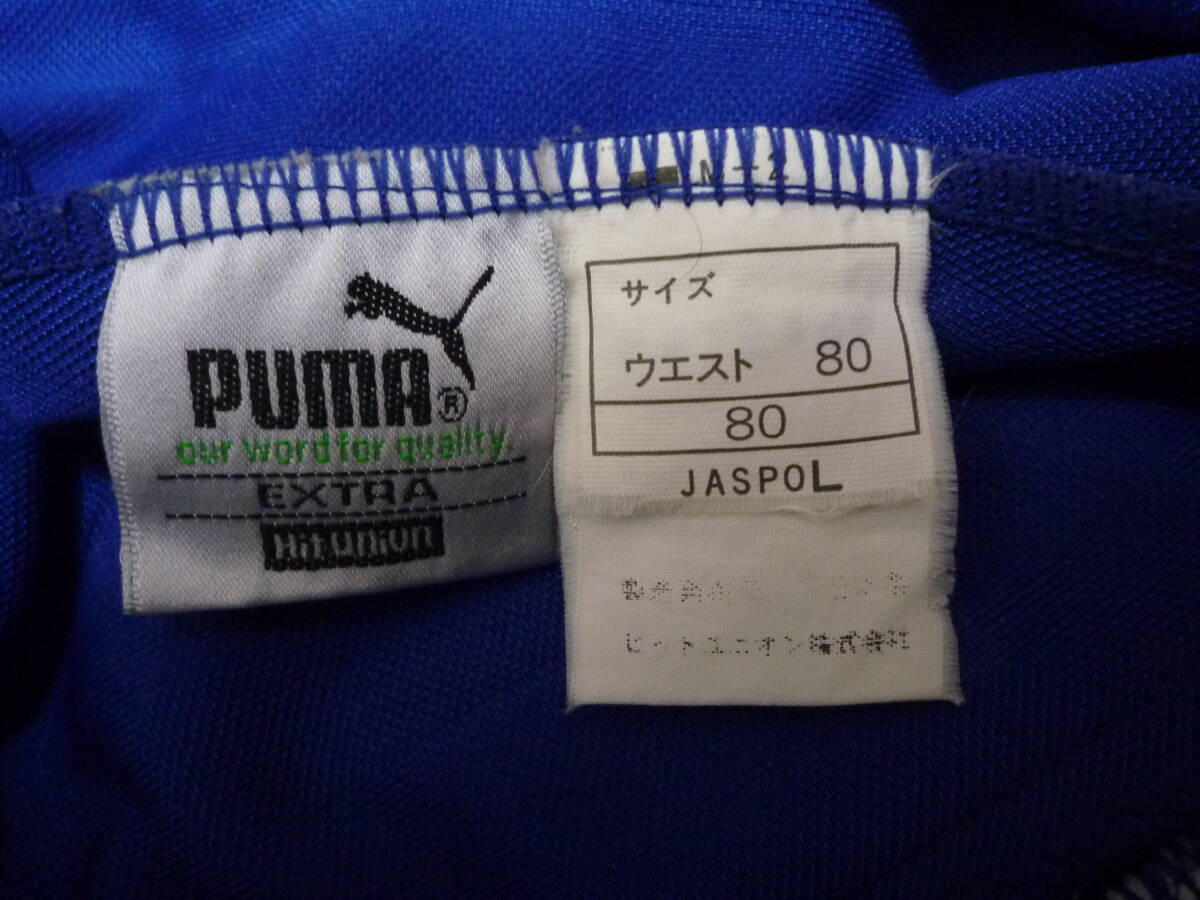 PUMA®
our word for quality.
EXTRA
Hit union
サイズ
ウエスト 80
80
JASPO L
ヒットユニオン株式会社